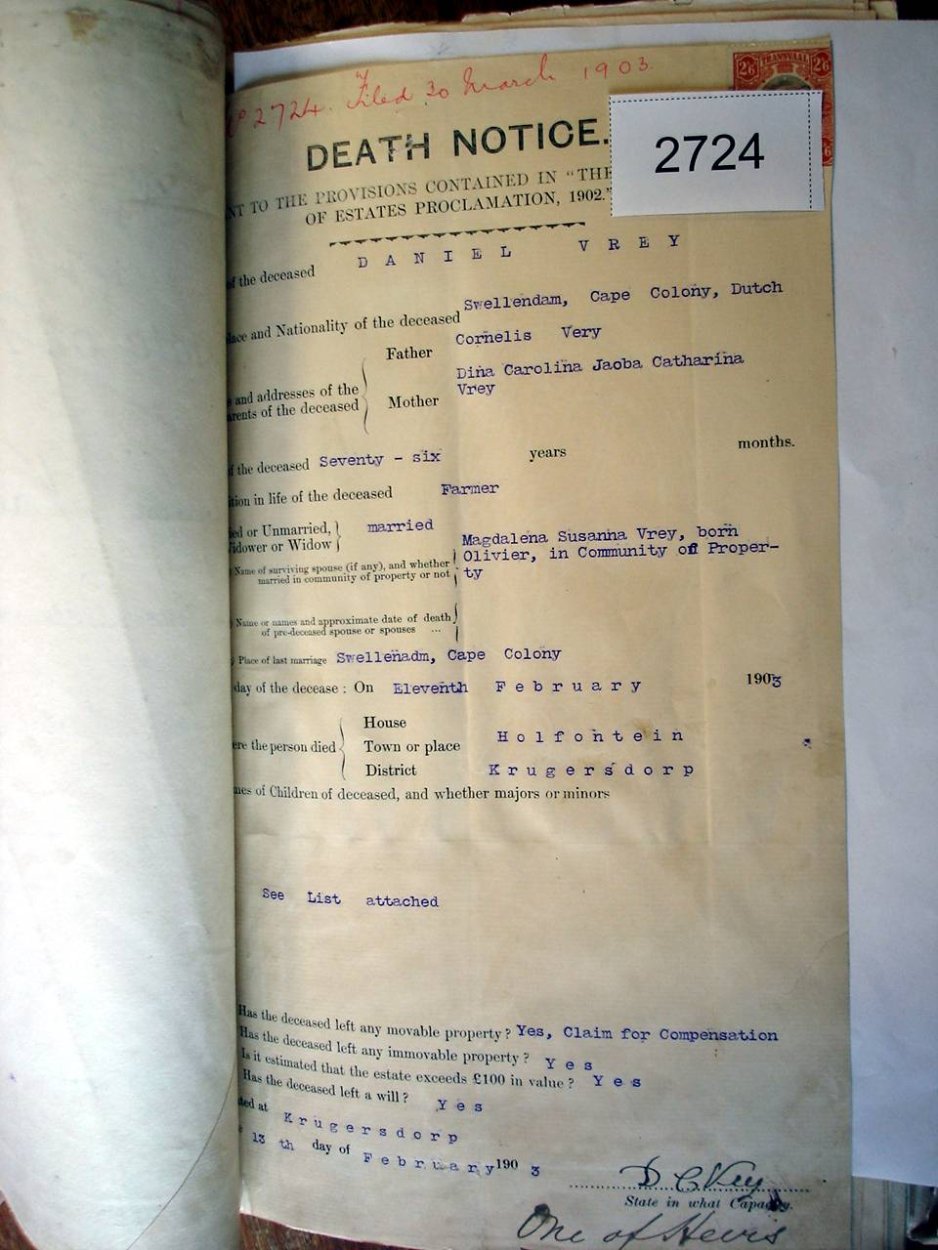 2724. Filed 30 March 1903.
2/6 TRANSVAAL 2/6
DEATH NOTICE.
2724
NT TO THE PROVISIONS CONTAINED IN "THE
OF ESTATES PROCLAMATION, 1902."
of the deceased DANIEL VREY
lace and Nationality of the deceased Swellendam, Cape Colony, Dutch
Father Cornelis Very
and addresses of the
arents of the deceased
Mother Dina Carolina Jaoba Catharina
Vrey
f the deceased Seventy - six years months.
tion in life of the deceased Farmer
ed or Unmarried,
idower or Widow married
Name of surviving spouse (if any), and whether
married in community of property or not
Magdalena Susanna Vrey, born
Olivier, in Community of Proper-
ty
Name or names and approximate date of death
of pre-deceased spouse or spouses ...
Place of last marriage Swellenadm, Cape Colony
day of the decease : On Eleventh February 1903
ere the person died
House
Town or place Holfontein
District Krugersdorp
mes of Children of deceased, and whether majors or minors
See List attached
Has the deceased left any movable property? Yes, Claim for Compensation
Has the deceased left any immovable property? Yes
Is it estimated that the estate exceeds £100 in value? Yes
Has the deceased left a will? Yes
ted at Krugersdorp
13 th day of February 1903
State in what Capacity.
One of Heirs